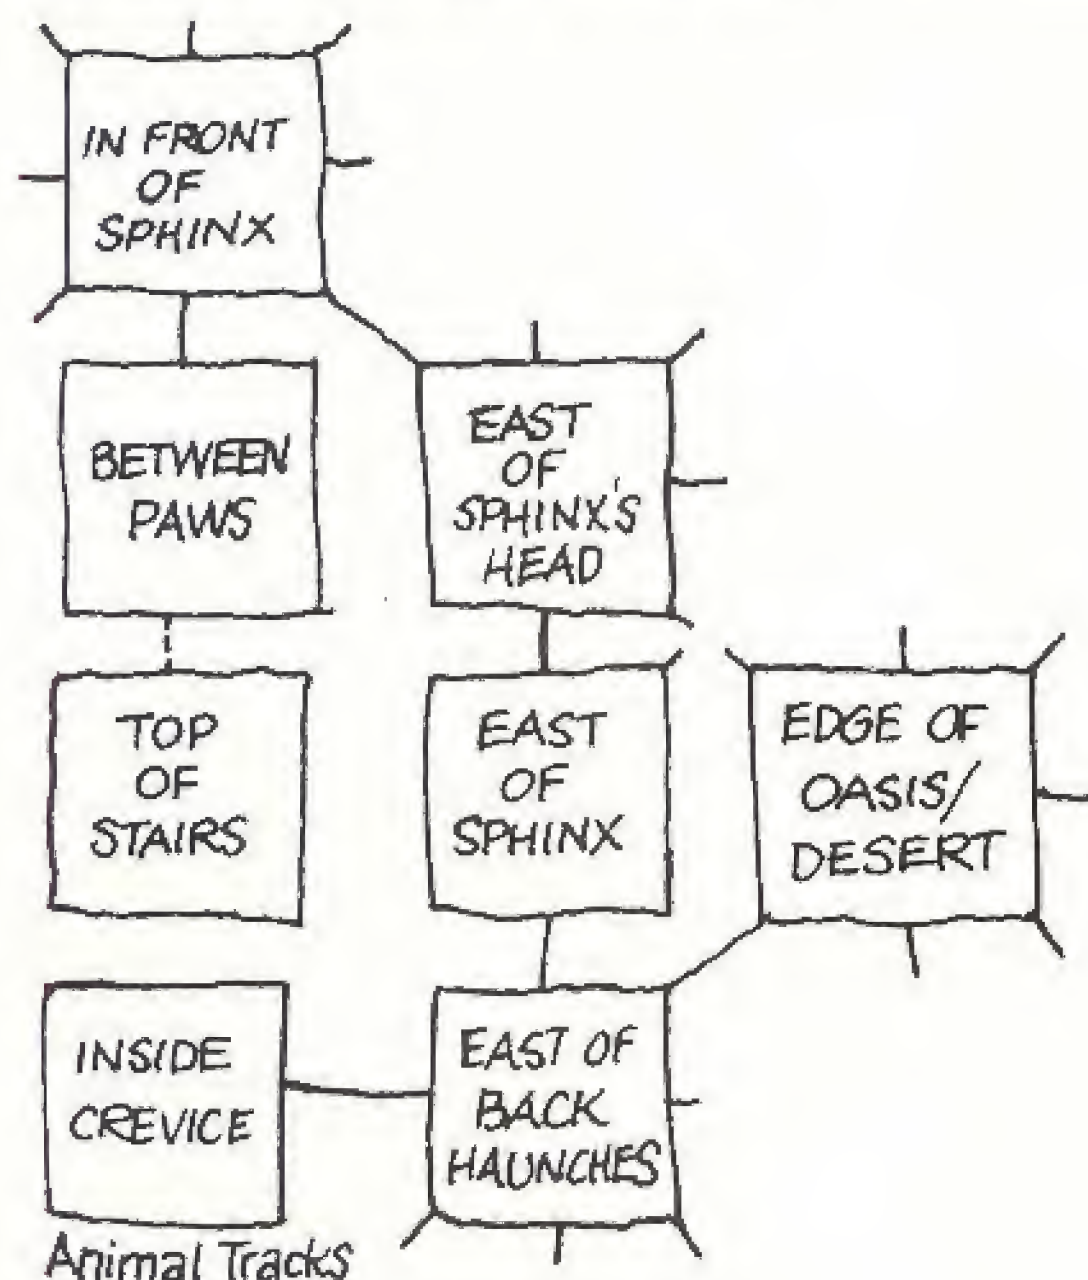 IN FRONT
OF
SPHINX
BETWEEN
PAWS
EAST
OF
SPHINX'S
HEAD
TOP
OF
STAIRS
EAST
OF
SPHINX
EDGE OF
OASIS/
DESERT
INSIDE
CREVICE
EAST OF
BACK
HAUNCHES
Animal Tracks